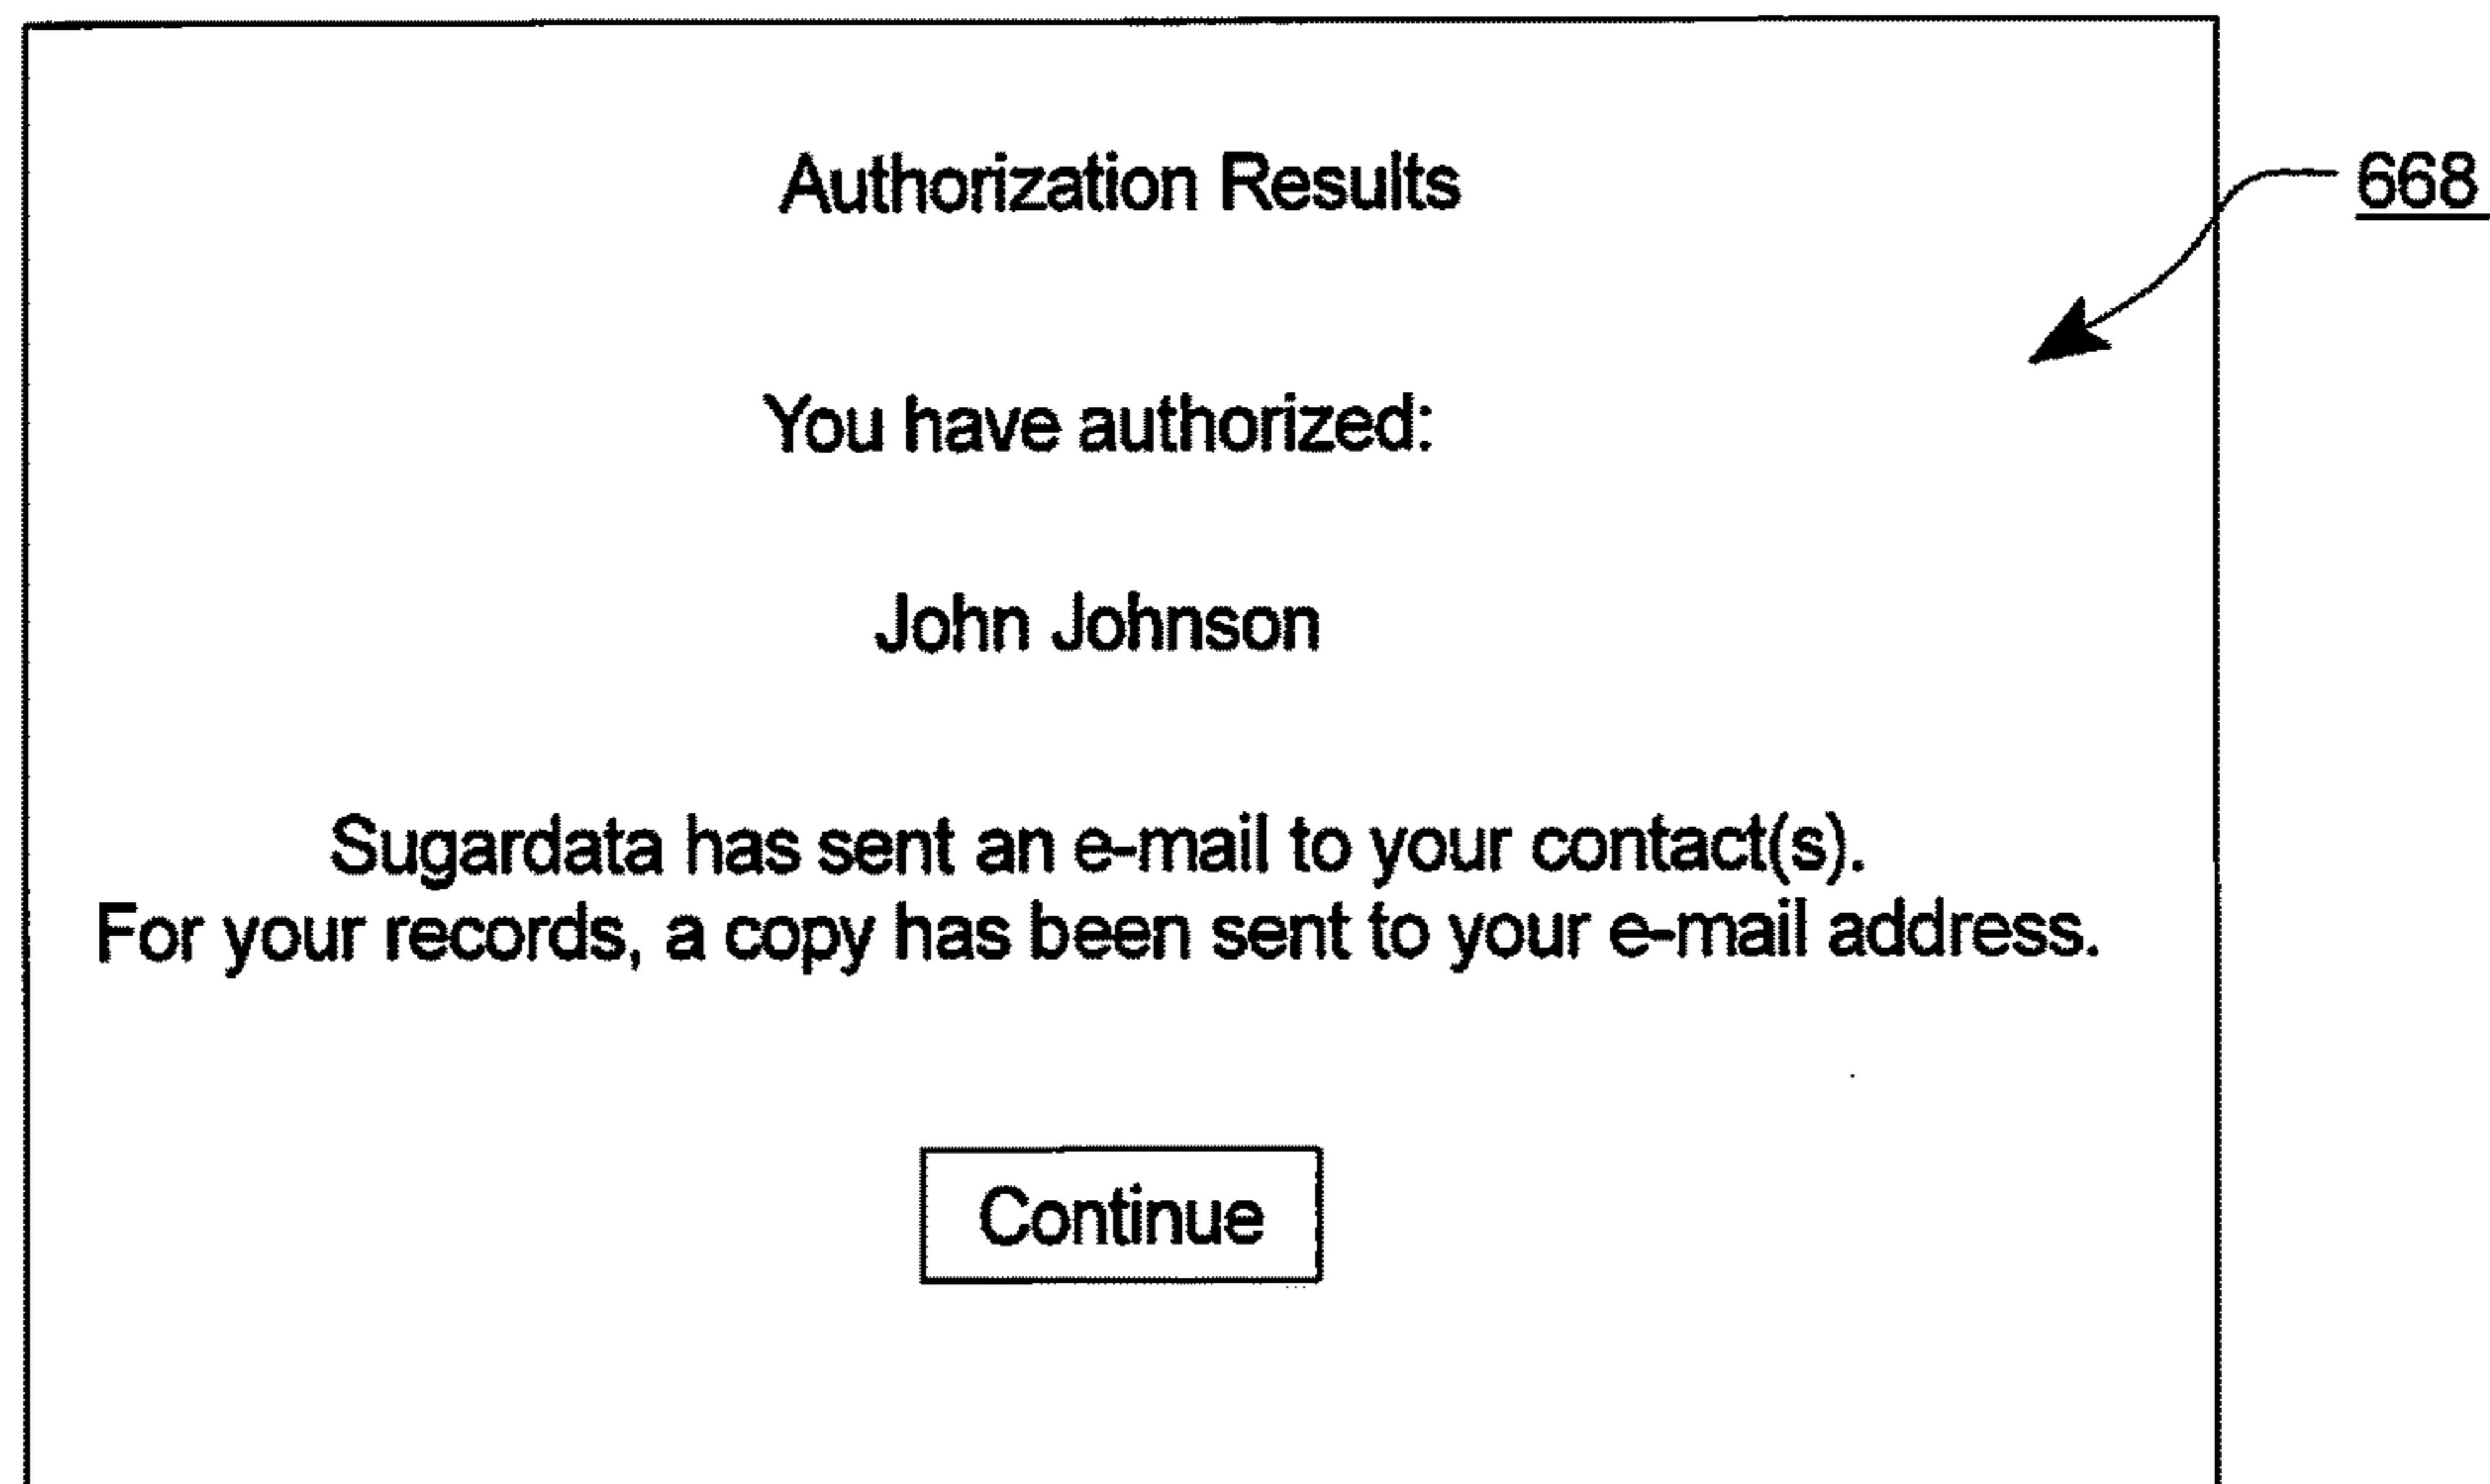 Authorization Results
668
You have authorized:
John Johnson
Sugardata has sent an e-mail to your contact(s).
For your records, a copy has been sent to your e-mail address.
Continue